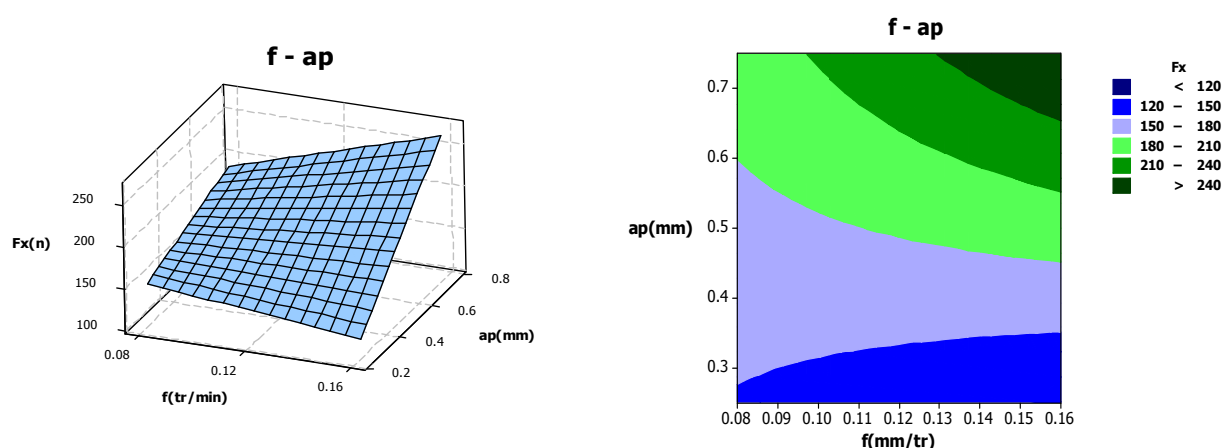 f - ap
250
200
Fx(n)
150
100
0.08
0.12
0.16
f(tr/min)
0.2
0.4
0.6
0.8
ap(mm)
f - ap
0.7
0.6
0.5
0.4
0.3
ap(mm)
0.08 0.09 0.10 0.11 0.12 0.13 0.14 0.15 0.16
f(mm/tr)
Fx
< 120
120 – 150
150 – 180
180 – 210
210 – 240
> 240